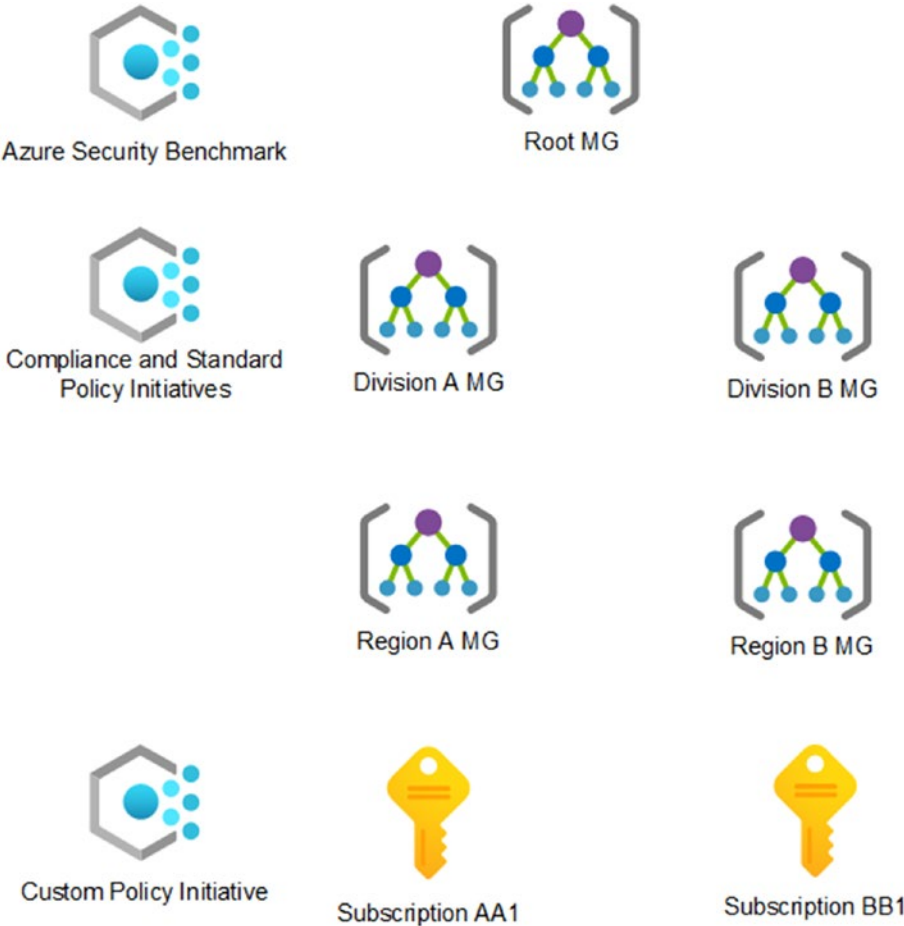 Azure Security Benchmark
Root MG
Compliance and Standard
Policy Initiatives
Division A MG
Division B MG
Region A MG
Region B MG
Custom Policy Initiative
Subscription AA1
Subscription BB1